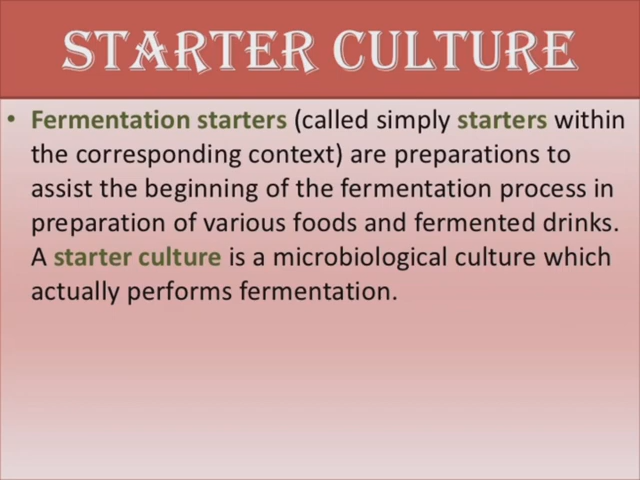 STARTER CULTURE
• Fermentation starters (called simply starters within
the corresponding context) are preparations to
assist the beginning of the fermentation process in
preparation of various foods and fermented drinks.
A starter culture is a microbiological culture which
actually performs fermentation.